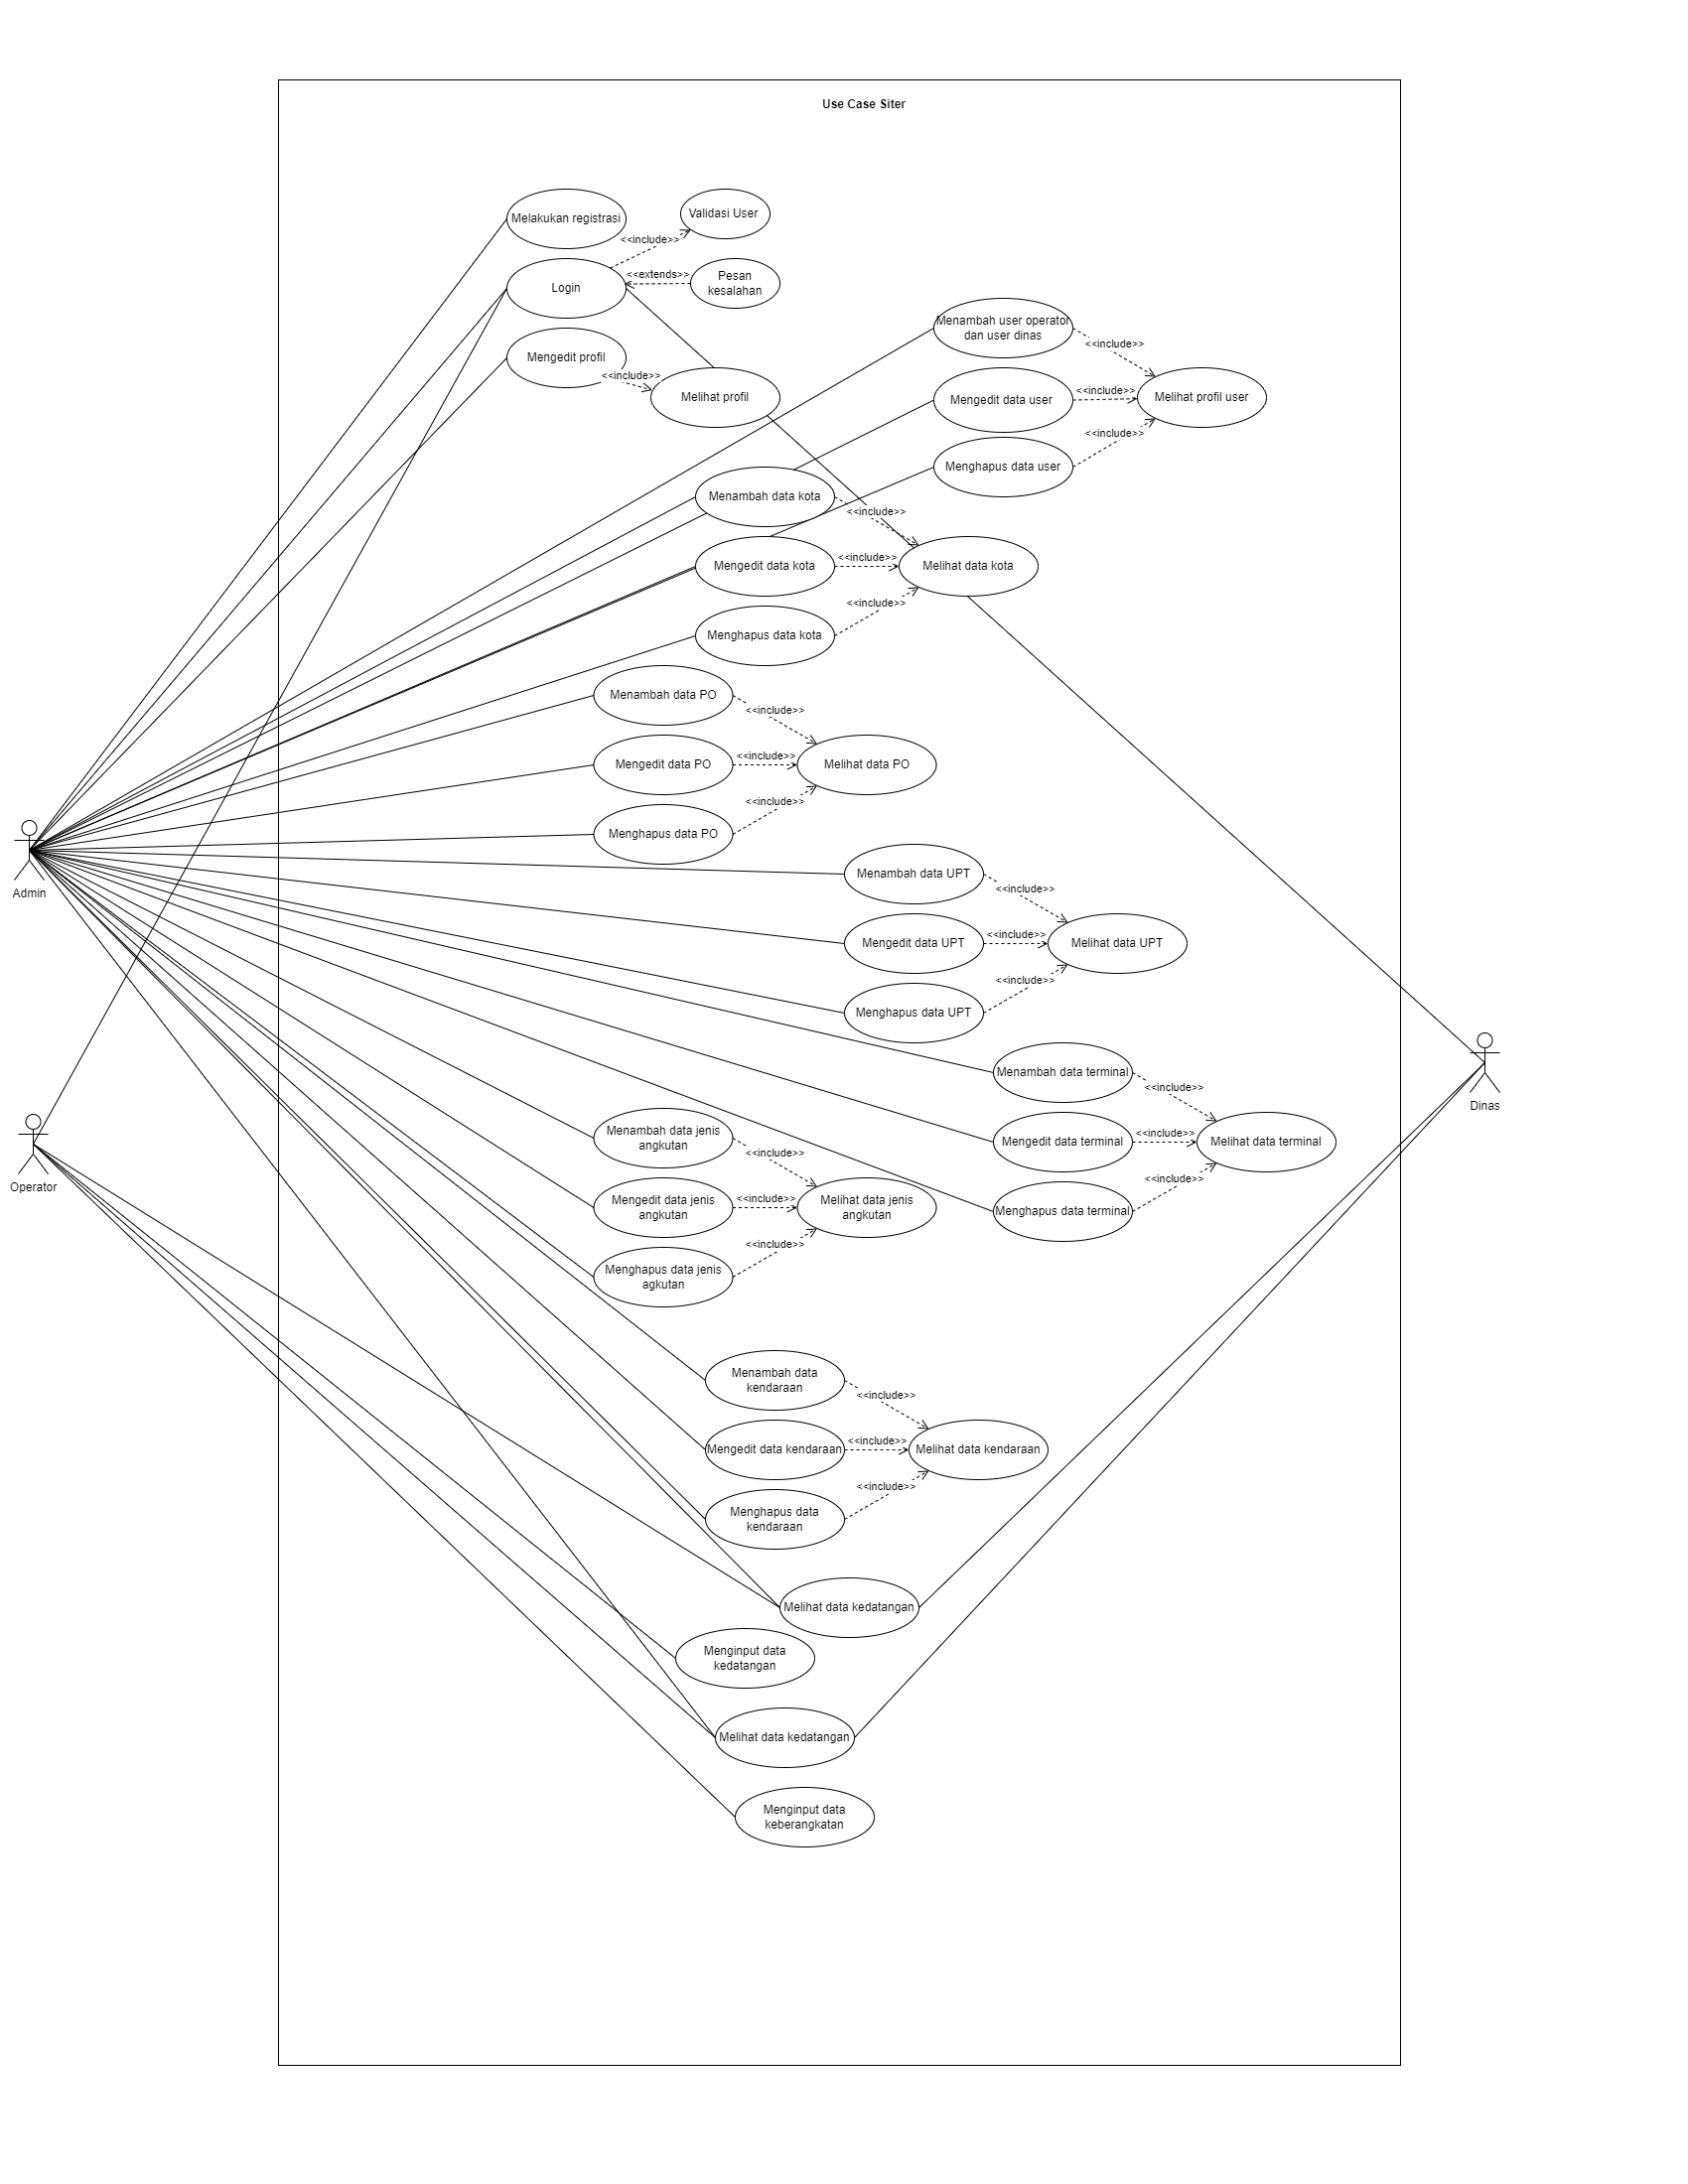 Use Case Siter
Melakukan registrasi
Validasi User
<<include>>
Login
<<extends>>
Pesan
kesalahan
Mengedit profil
<<include>>
Melihat profil
Menambah user operator
dan user dinas
<<include>>
Mengedit data user
<<include>>
Melihat profil user
Menghapus data user
<<include>>
Menambah data kota
<<include>>
Mengedit data kota
<<include>>
Melihat data kota
Menghapus data kota
<<include>>
Menambah data PO
<<include>>
Mengedit data PO
<<include>>
Melihat data PO
Menghapus data PO
<<include>>
Admin
Menambah data UPT
<<include>>
Mengedit data UPT
<<include>>
Melihat data UPT
Menghapus data UPT
<<include>>
Menambah data terminal
<<include>>
Mengedit data terminal
<<include>>
Melihat data terminal
Menghapus data terminal
<<include>>
Dinas
Operator
Menambah data jenis
angkutan
<<include>>
Mengedit data jenis
angkutan
<<include>>
Melihat data jenis
angkutan
Menghapus data jenis
agkutan
<<include>>
Menambah data
kendaraan
<<include>>
Mengedit data kendaraan
<<include>>
Melihat data kendaraan
Menghapus data
kendaraan
<<include>>
Melihat data kedatangan
Menginput data
kedatangan
Melihat data kedatangan
Menginput data
keberangkatan